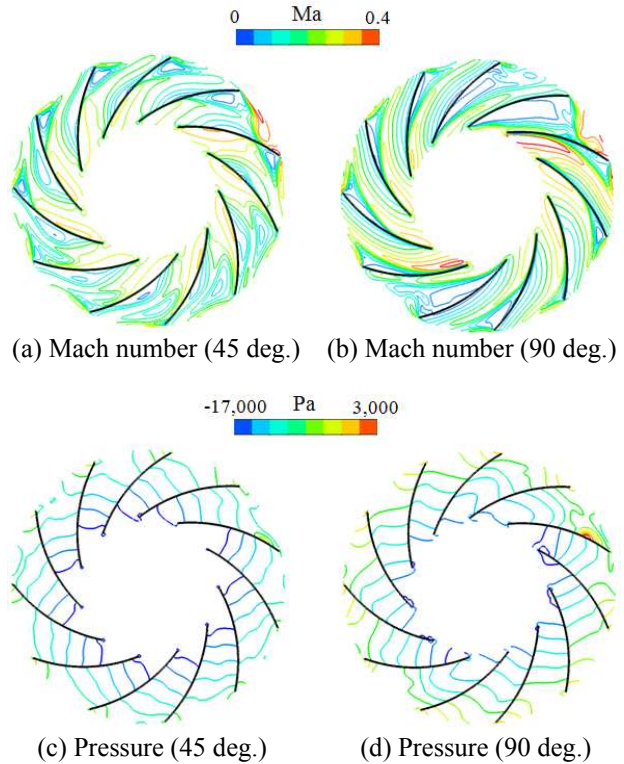 Ma
0 0.4
(a) Mach number (45 deg.) (b) Mach number (90 deg.)
-17,000 Pa 3,000
(c) Pressure (45 deg.) (d) Pressure (90 deg.)